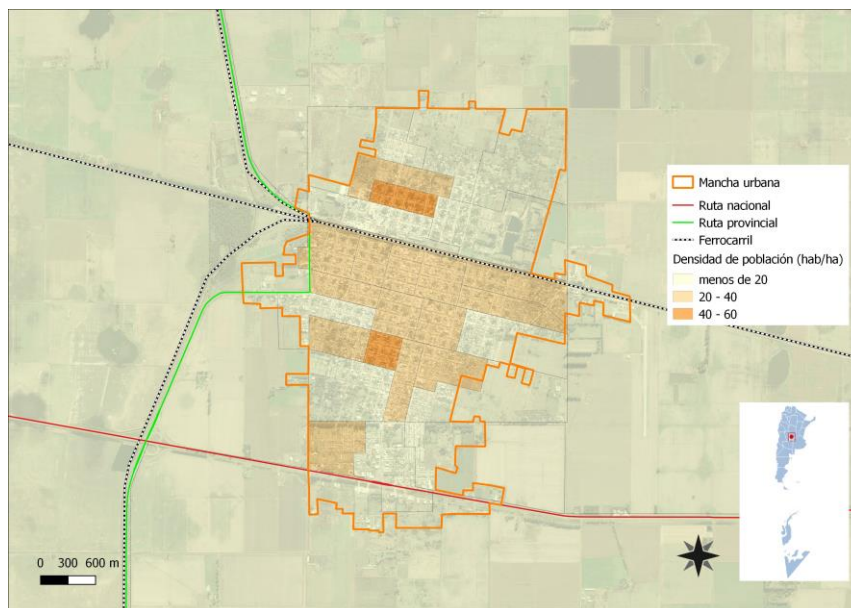 Mancha urbana
Ruta nacional
Ruta provincial
Ferrocarril
Densidad de población (hab/ha)
menos de 20
20 - 40
40 - 60
0 300 600 m